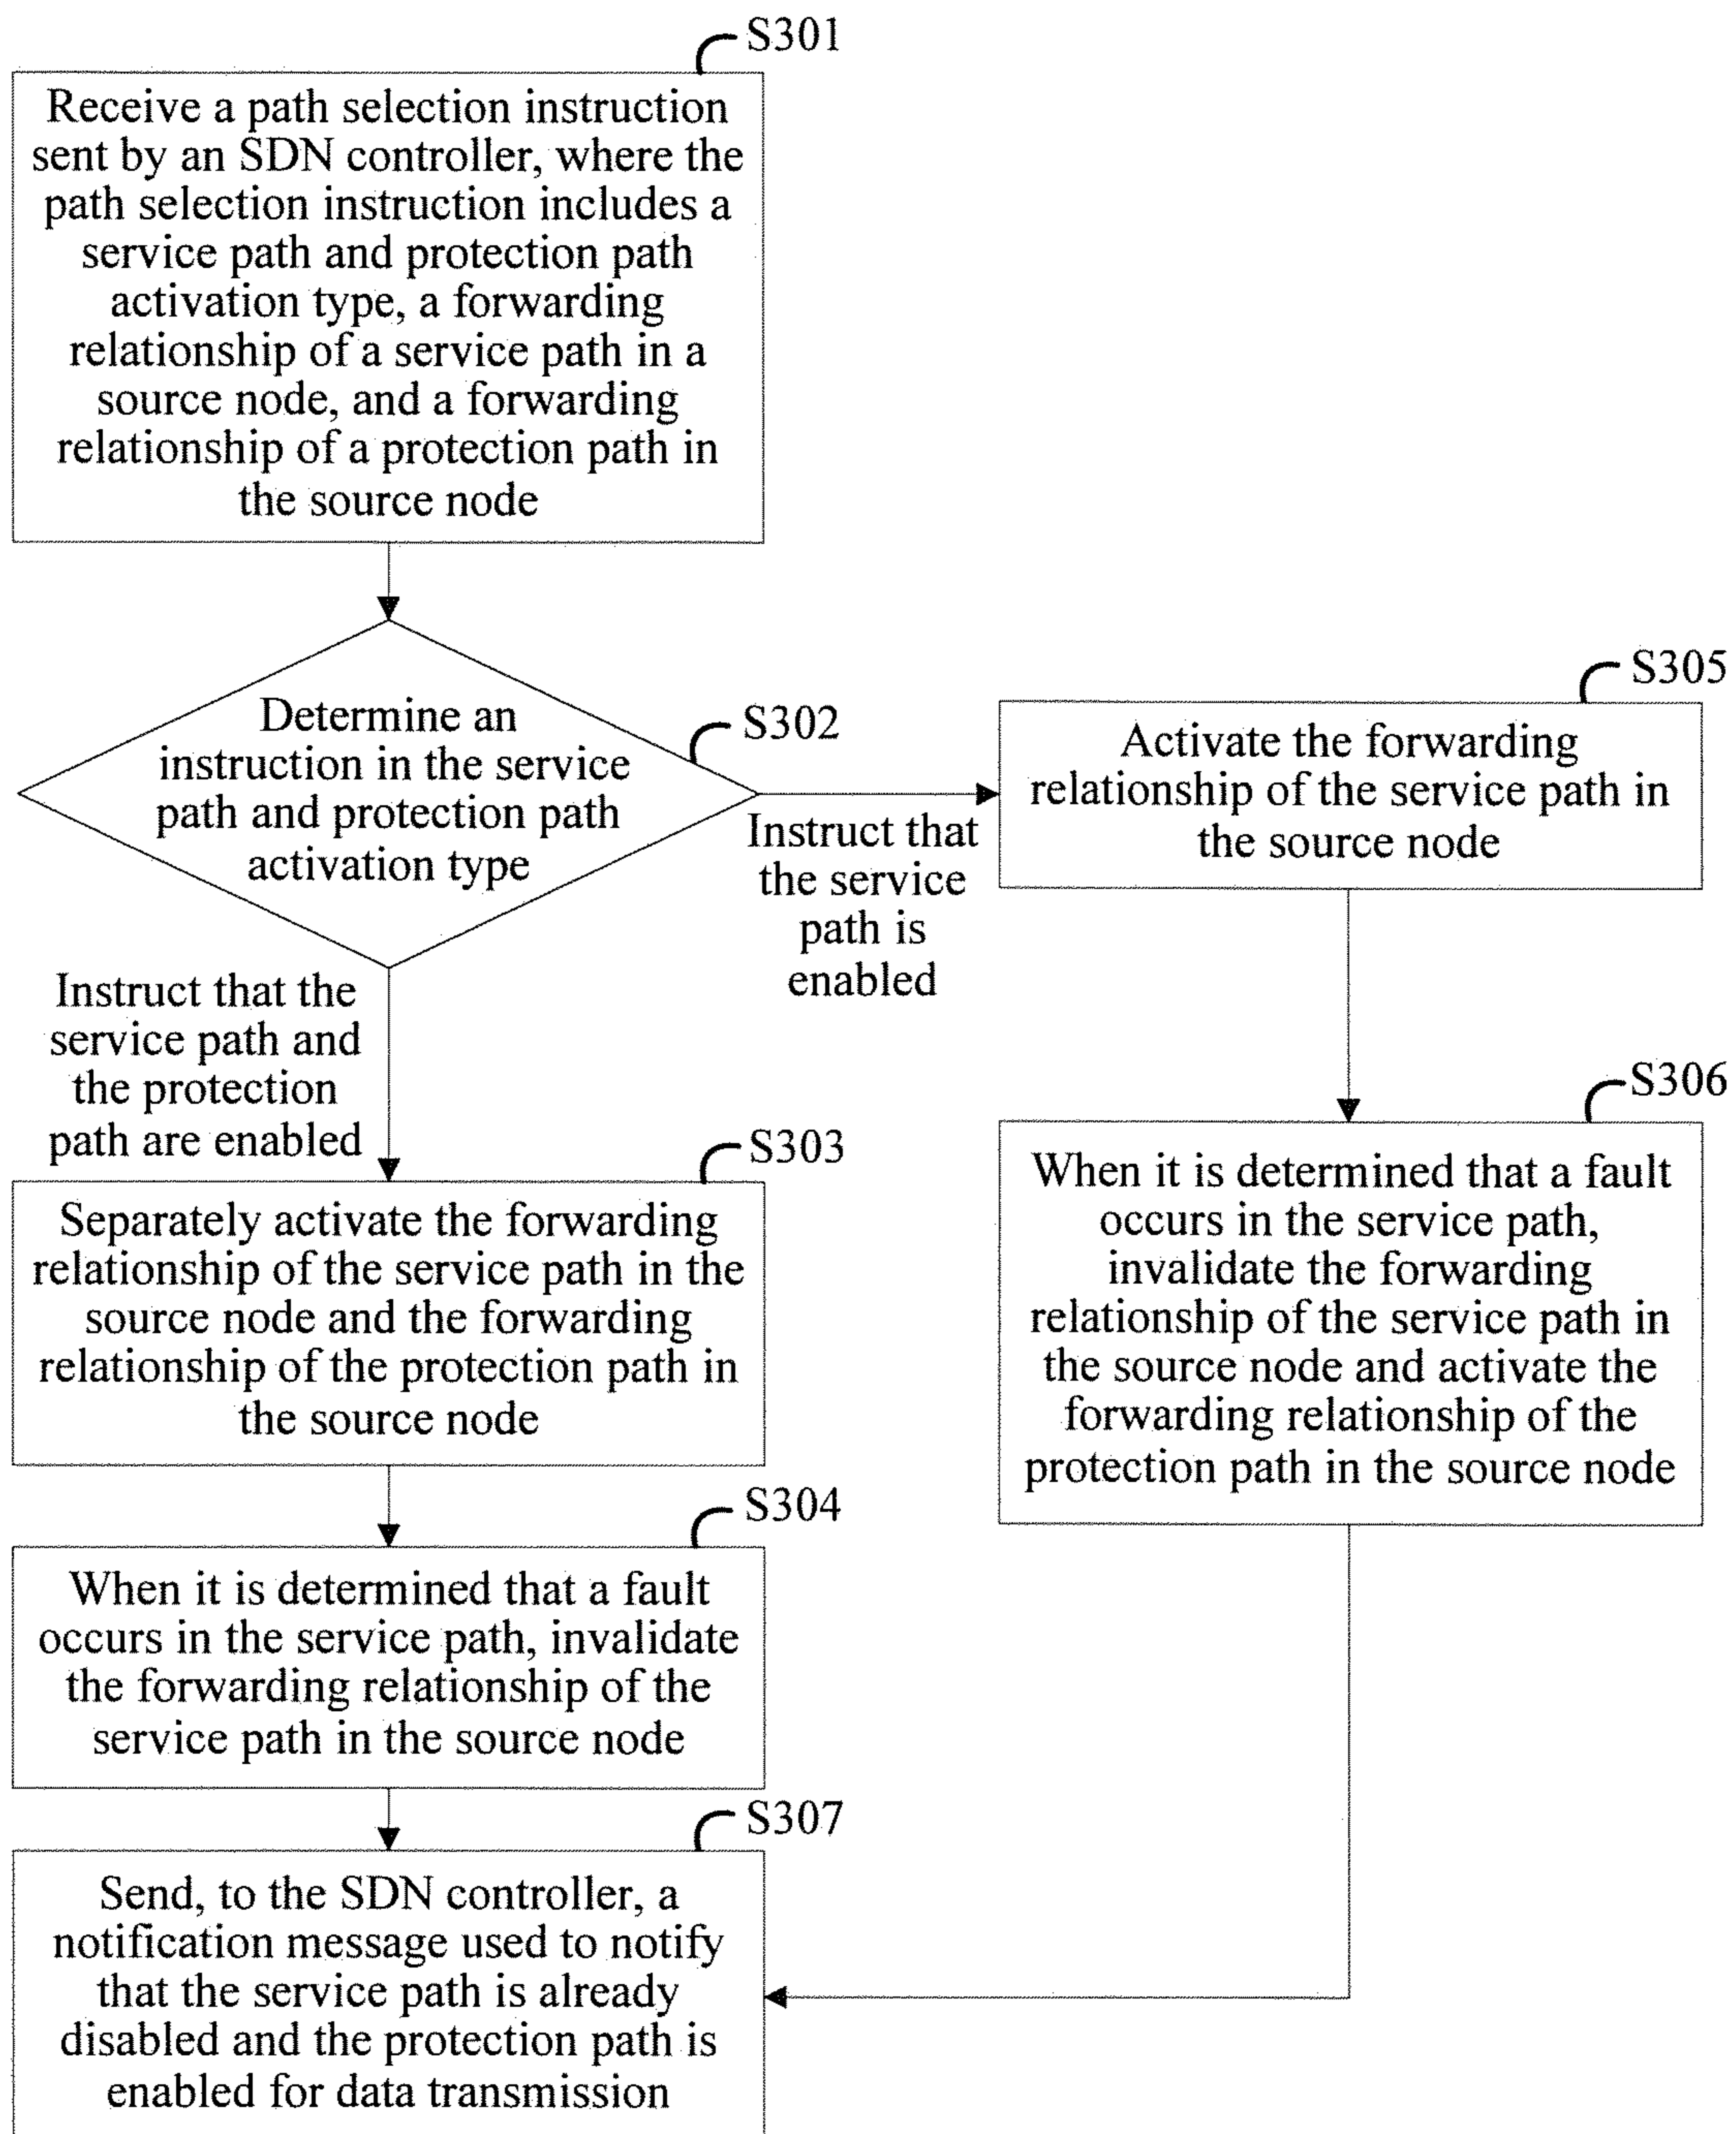 S301
Receive a path selection instruction
sent by an SDN controller, where the
path selection instruction includes a
service path and protection path
activation type, a forwarding
relationship of a service path in a
source node, and a forwarding
relationship of a protection path in
the source node
S302
Determine an
instruction in the service
path and protection path
activation type
Instruct that
the service
path is
enabled
S305
Activate the forwarding
relationship of the service path in
the source node
S306
When it is determined that a fault
occurs in the service path,
invalidate the forwarding
relationship of the service path in
the source node and activate the
forwarding relationship of the
protection path in the source node
Instruct that the
service path and
the protection
path are enabled
S303
Separately activate the forwarding
relationship of the service path in the
source node and the forwarding
relationship of the protection path in
the source node
S304
When it is determined that a fault
occurs in the service path, invalidate
the forwarding relationship of the
service path in the source node
S307
Send, to the SDN controller, a
notification message used to notify
that the service path is already
disabled and the protection path is
enabled for data transmission